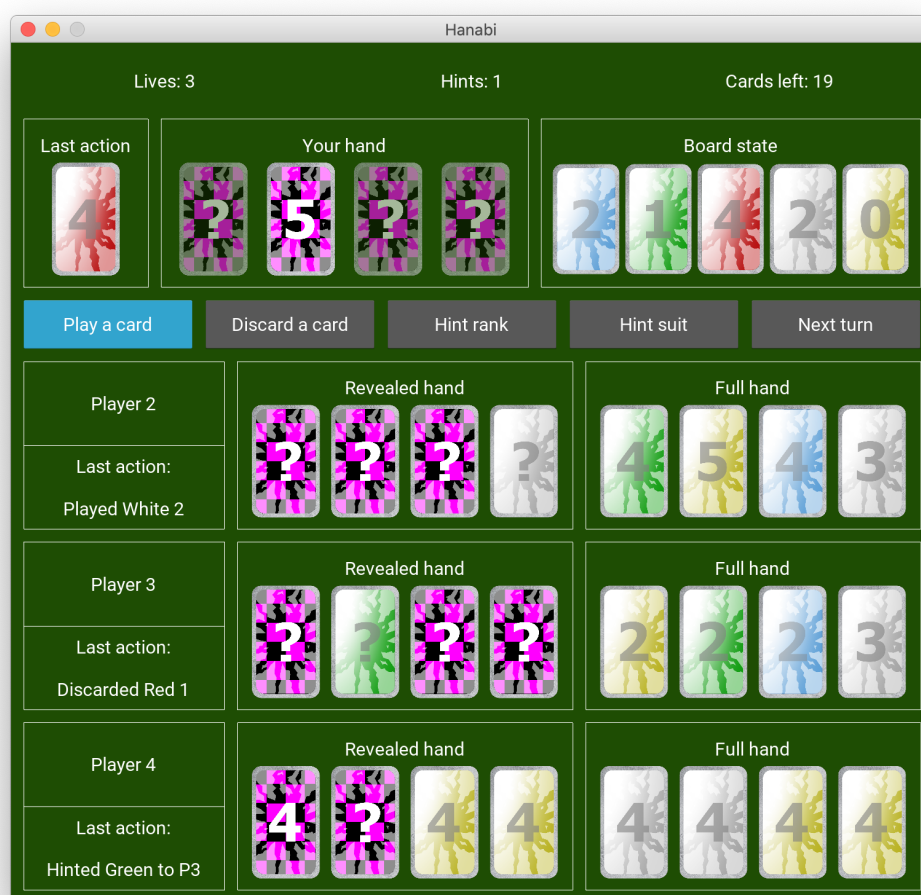 Hanabi
Lives: 3 Hints: 1 Cards left: 19
Last action Your hand Board state
4 ? 5 ? ? 2 1 4 2 0
Play a card Discard a card Hint rank Hint suit Next turn
Player 2
Last action:
Played White 2
Revealed hand
? ? ? ?
Full hand
4 5 4 3
Player 3
Last action:
Discarded Red 1
Revealed hand
? ? ? ?
Full hand
2 2 2 3
Player 4
Last action:
Hinted Green to P3
Revealed hand
4 ? 4 4
Full hand
4 4 4 4